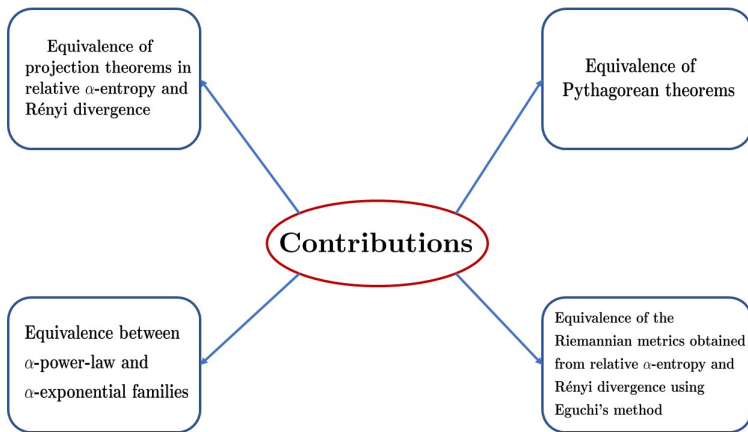 Equivalence of
projection theorems in
relative α-entropy and
Rényi divergence
Equivalence of
Pythagorean theorems
Contributions
Equivalence between
α-power-law and
α-exponential families
Equivalence of the
Riemannian metrics obtained
from relative α-entropy and
Rényi divergence using
Eguchi's method